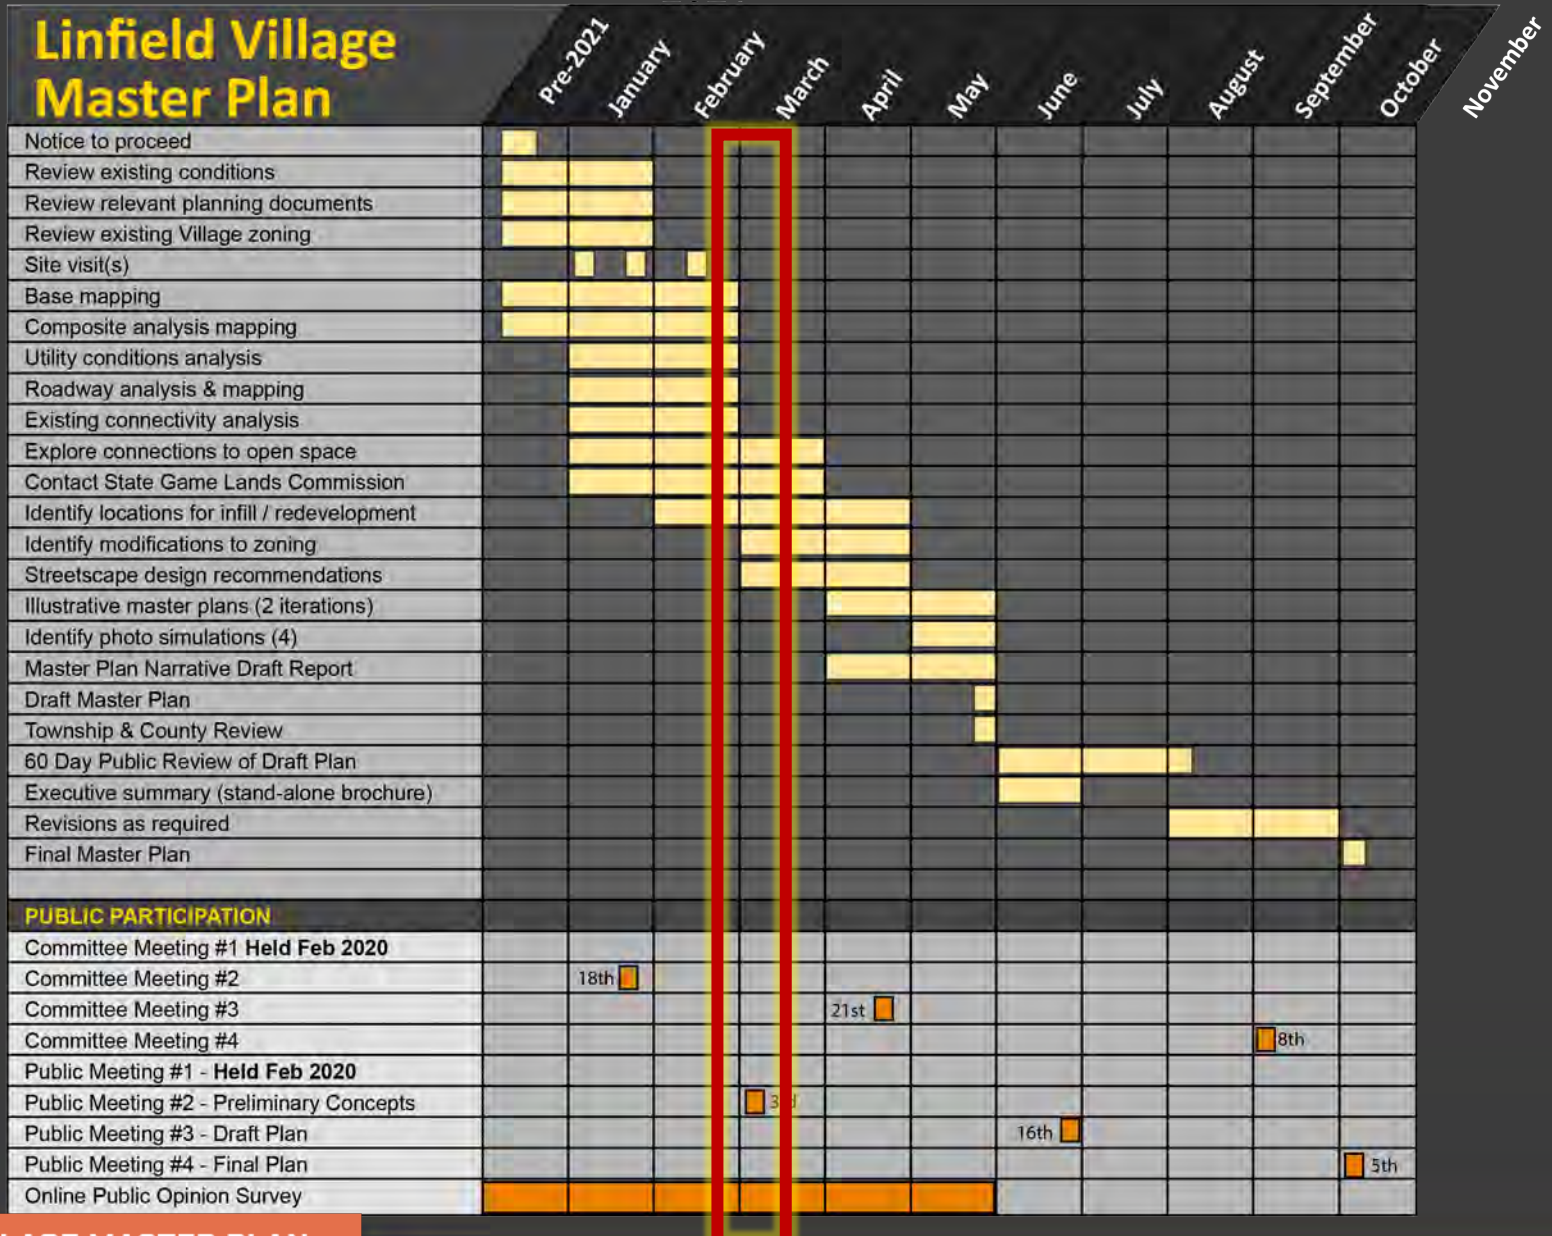 Linfield Village
Master Plan
Pre-2021
January
February
March
April
May
June
July
August
September
October
November
Notice to proceed
Review existing conditions
Review relevant planning documents
Review existing Village zoning
Site visit(s)
Base mapping
Composite analysis mapping
Utility conditions analysis
Roadway analysis & mapping
Existing connectivity analysis
Explore connections to open space
Contact State Game Lands Commission
Identify locations for infill / redevelopment
Identify modifications to zoning
Streetscape design recommendations
Illustrative master plans (2 iterations)
Identify photo simulations (4)
Master Plan Narrative Draft Report
Draft Master Plan
Township & County Review
60 Day Public Review of Draft Plan
Executive summary (stand-alone brochure)
Revisions as required
Final Master Plan
PUBLIC PARTICIPATION
Committee Meeting #1 Held Feb 2020
Committee Meeting #2 18th
Committee Meeting #3 21st
Committee Meeting #4 8th
Public Meeting #1 - Held Feb 2020
Public Meeting #2 - Preliminary Concepts 3rd
Public Meeting #3 - Draft Plan 16th
Public Meeting #4 - Final Plan 5th
Online Public Opinion Survey